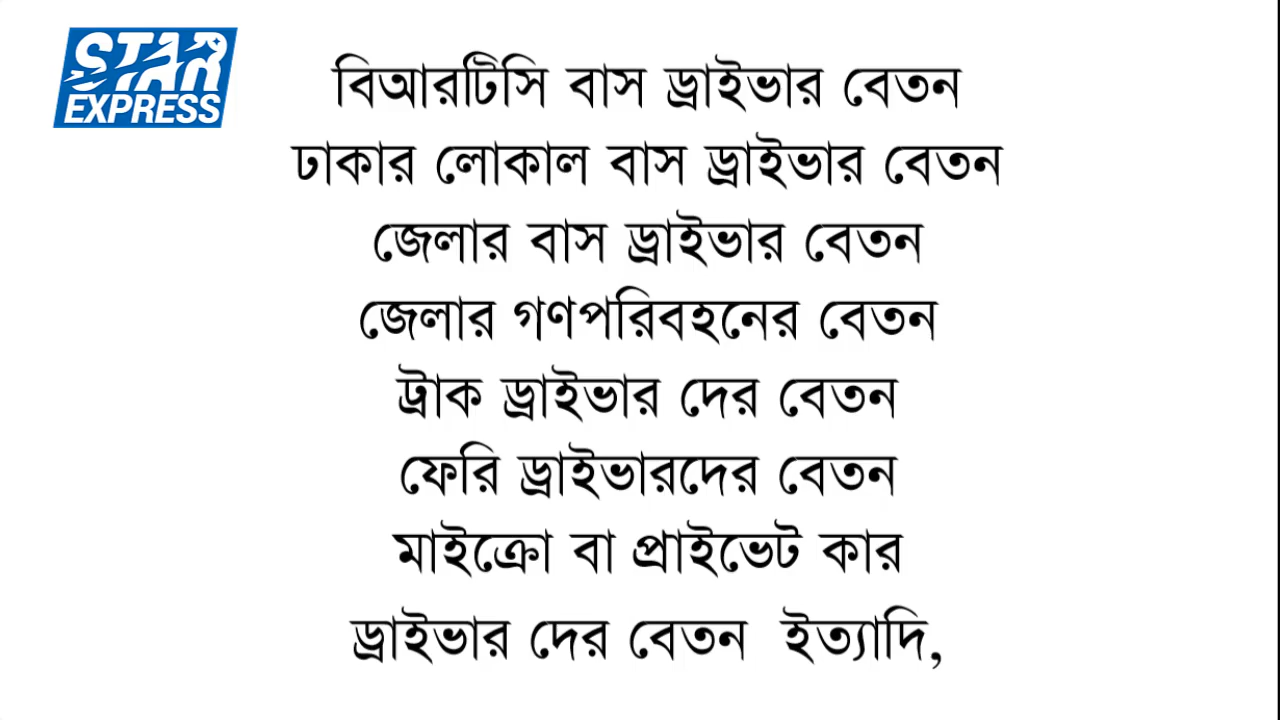 STAR
EXPRESS
বিআরটিসি বাস ড্রাইভার বেতন
ঢাকার লোকাল বাস ড্রাইভার বেতন
জেলার বাস ড্রাইভার বেতন
জেলার গণপরিবহনের বেতন
ট্রাক ড্রাইভার দের বেতন
ফেরি ড্রাইভারদের বেতন
মাইক্রো বা প্রাইভেট কার
ড্রাইভার দের বেতন ইত্যাদি,